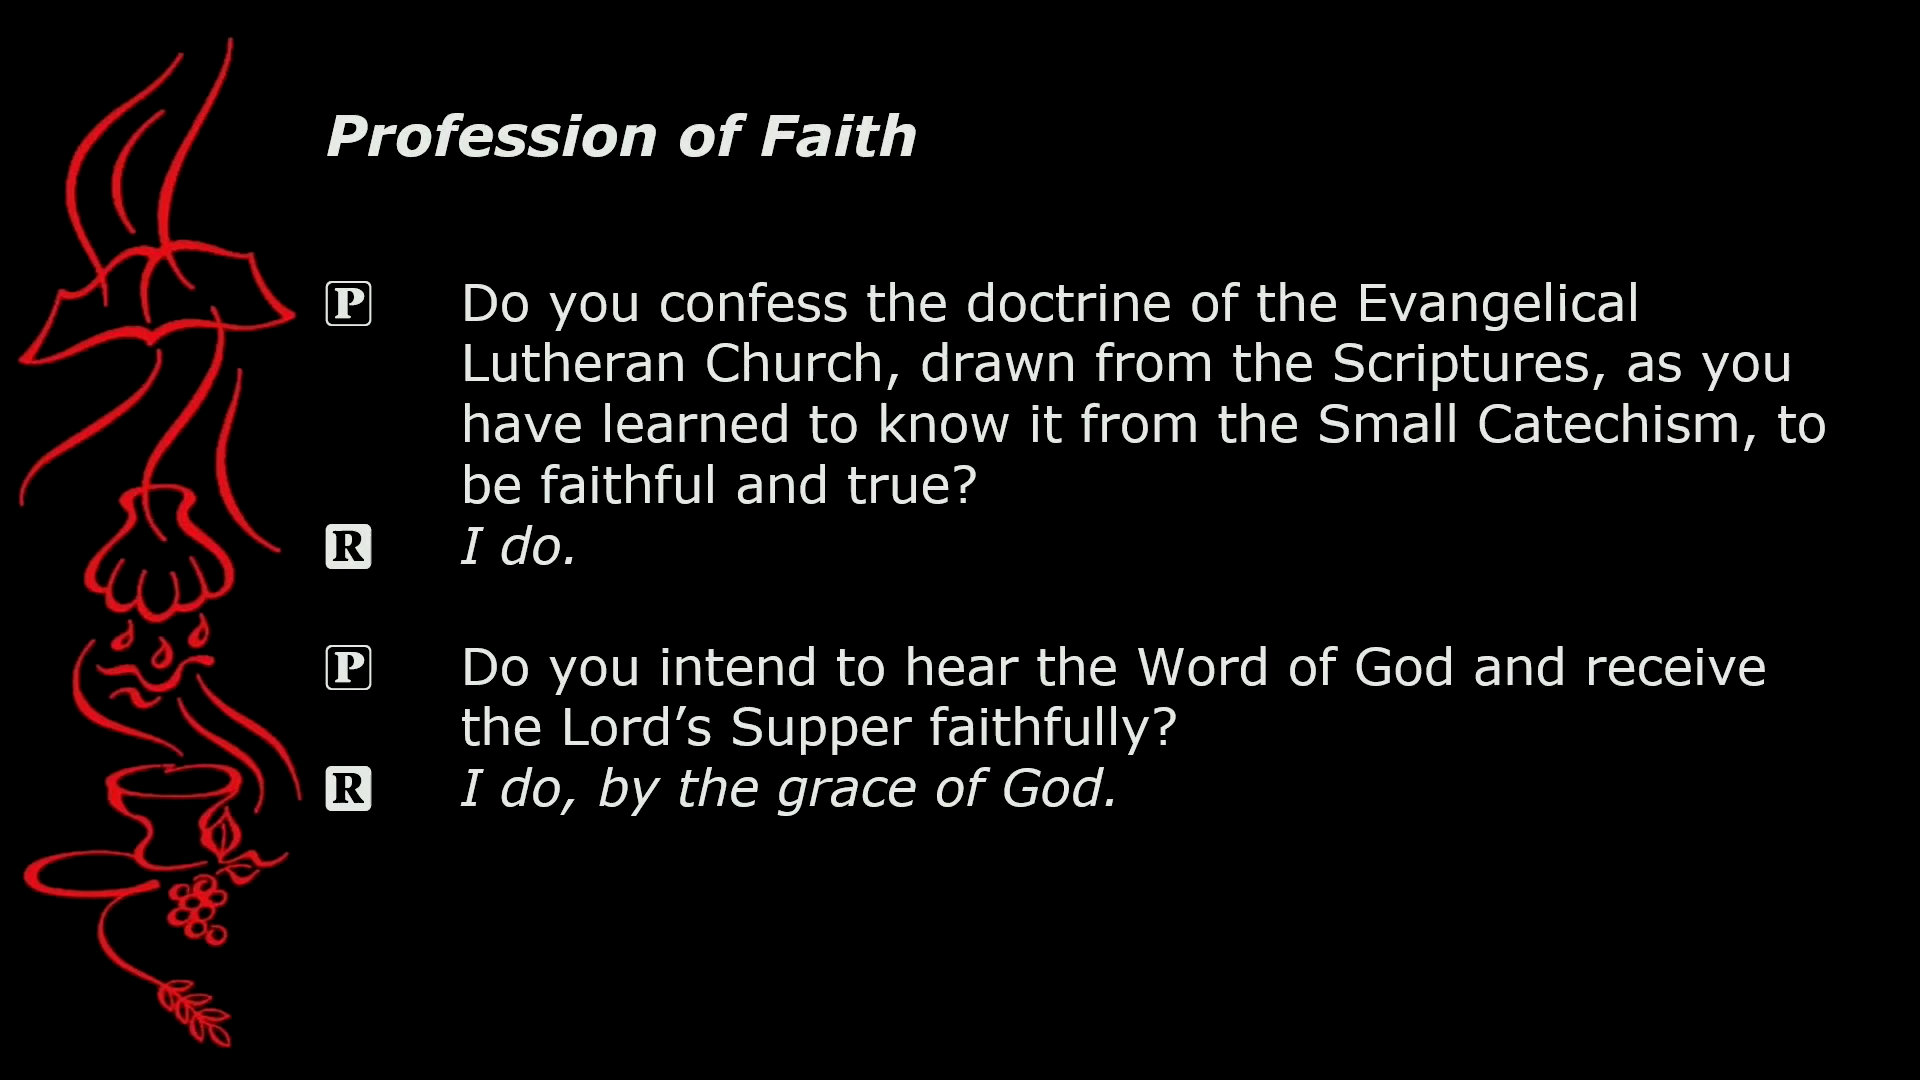 Profession of Faith
P Do you confess the doctrine of the Evangelical
Lutheran Church, drawn from the Scriptures, as you
have learned to know it from the Small Catechism, to
be faithful and true?
R I do.
P Do you intend to hear the Word of God and receive
the Lord’s Supper faithfully?
R I do, by the grace of God.